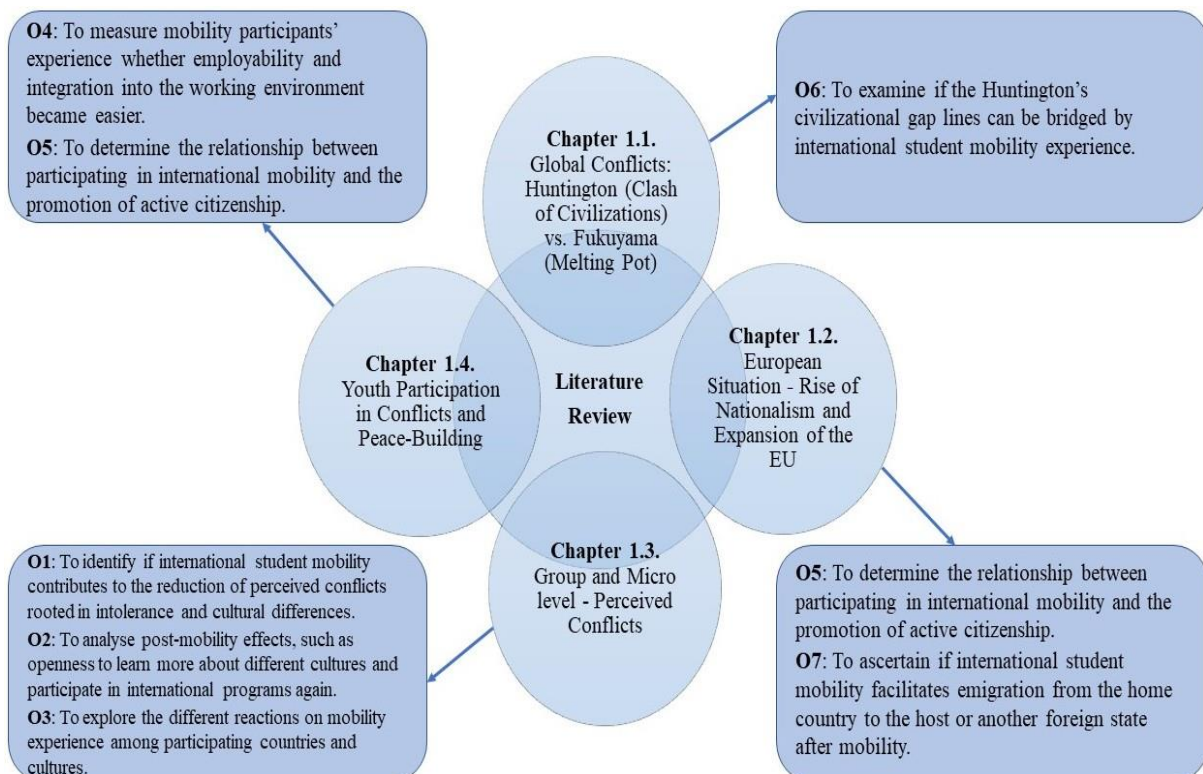 O4: To measure mobility participants'
experience whether employability and
integration into the working environment
became easier.
O5: To determine the relationship between
participating in international mobility and the
promotion of active citizenship.
Chapter 1.1.
Global Conflicts:
Huntington (Clash
of Civilizations)
vs. Fukuyama
(Melting Pot)
O6: To examine if the Huntington's
civilizational gap lines can be bridged by
international student mobility experience.
Chapter 1.4.
Youth Participation
in Conflicts and
Peace-Building
Literature
Review
Chapter 1.2.
European
Situation - Rise of
Nationalism and
Expansion of the
EU
Chapter 1.3.
Group and Micro
level - Perceived
Conflicts
O1: To identify if international student mobility
contributes to the reduction of perceived conflicts
rooted in intolerance and cultural differences.
O2: To analyse post-mobility effects, such as
openness to learn more about different cultures and
participate in international programs again.
O3: To explore the different reactions on mobility
experience among participating countries and
cultures.
O5: To determine the relationship between
participating in international mobility and the
promotion of active citizenship.
O7: To ascertain if international student
mobility facilitates emigration from the home
country to the host or another foreign state
after mobility.